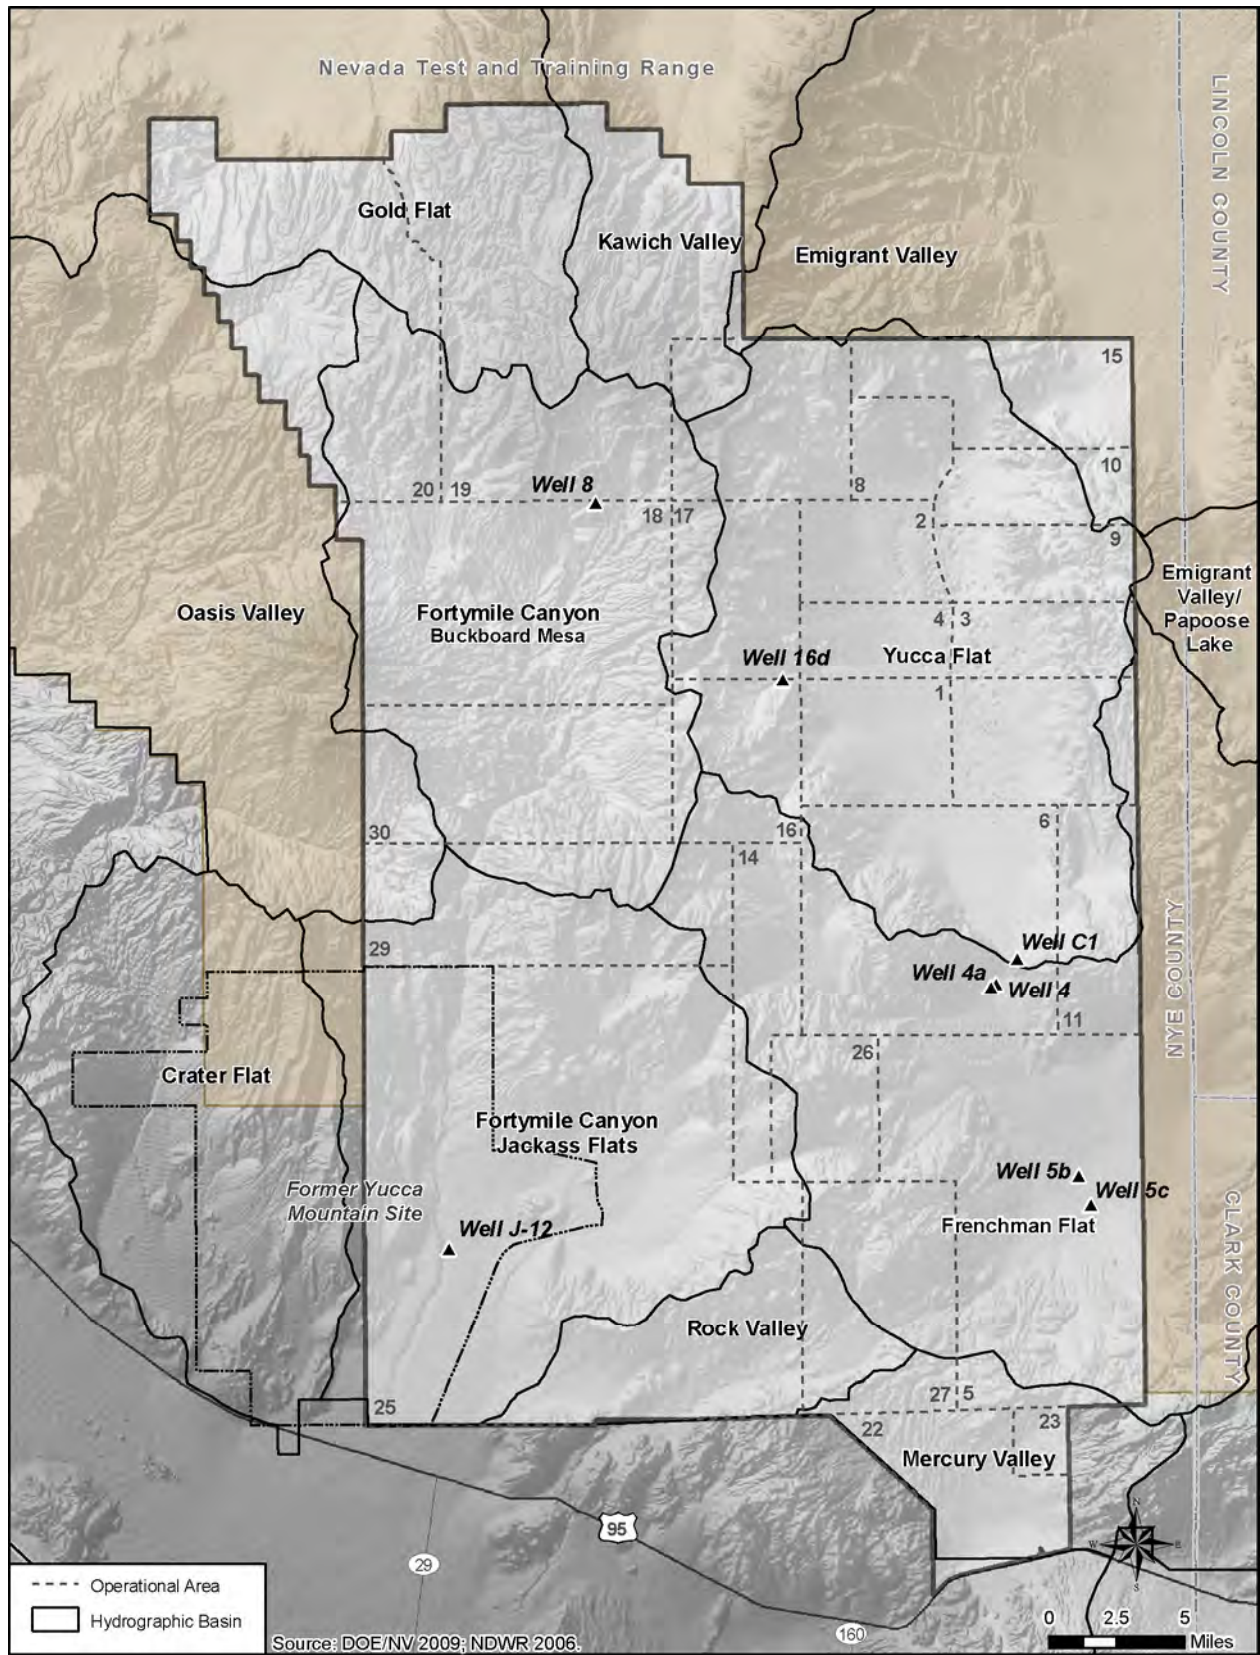 Nevada Test and Training Range
LINCOLN COUNTY
Gold Flat
Kawich Valley
Emigrant Valley
15
10
20
19
Well 8
8
18
17
2
9
Emigrant
Valley/
Papoose
Lake
Oasis Valley
Fortymile Canyon
Buckboard Mesa
4
3
Well 16d
Yucca Flat
1
30
16
6
14
29
Well C1
Well 4a
Well 4
NYE COUNTY
11
26
Crater Flat
Fortymile Canyon
Jackass Flats
Former Yucca
Mountain Site
Well 5b
Well 5c
Frenchman Flat
Well J-12
CLARK COUNTY
Rock Valley
25
27
5
22
23
Mercury Valley
95
29
160
N
W
E
S
Operational Area
Hydrographic Basin
Source: DOE/NV 2009; NDWR 2006.
0 2.5 5
Miles